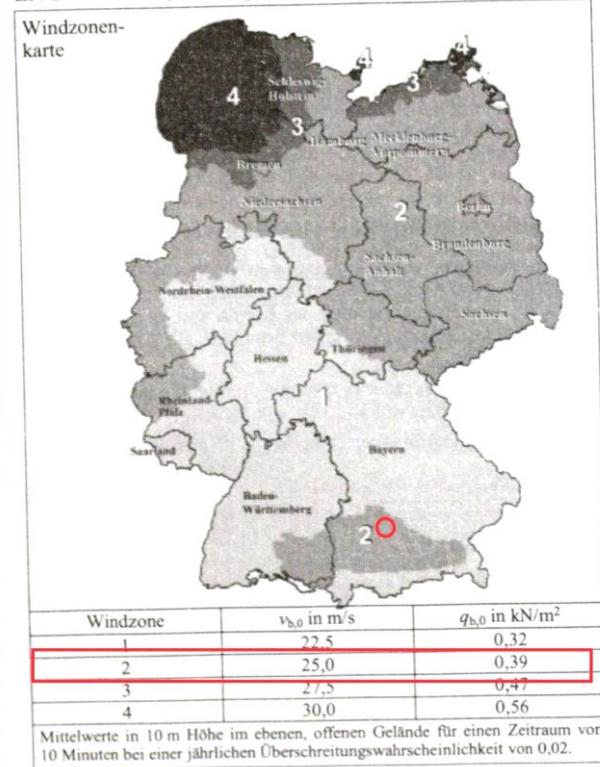 Windzonen-
karte
4
4
4
3
Schleswig-
Holstein
3
Hamburg
Mecklenburg-
Vorpommern
Bremen
Niedersachsen
2
Berlin
Brandenburg
Sachsen-
Anhalt
Nordrhein-Westfalen
Sachsen
Thüringen
Hessen
Rheinland-
Pfalz
1
Saarland
Bayern
Baden-
Württemberg
2
Windzone vb,0 in m/s qb,0 in kN/m²
1 22,5 0,32
2 25,0 0,39
3 27,5 0,47
4 30,0 0,56
Mittelwerte in 10 m Höhe im ebenen, offenen Gelände für einen Zeitraum von
10 Minuten bei einer jährlichen Überschreitungswahrscheinlichkeit von 0,02.